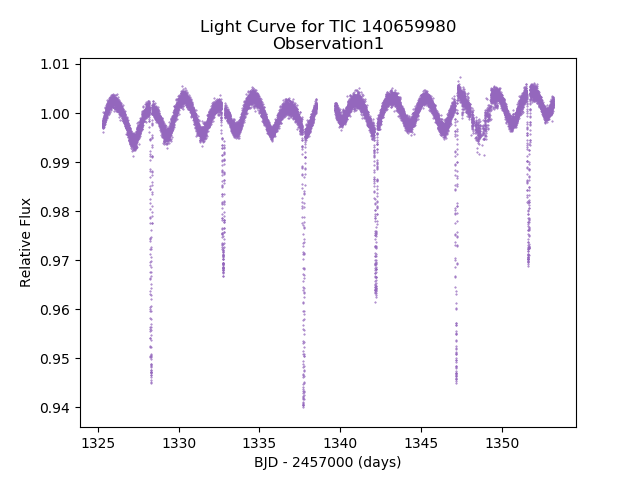 Light Curve for TIC 140659980
Observation1
1.01
1.00
0.99
0.98
0.97
0.96
0.95
0.94
Relative Flux
1325 1330 1335 1340 1345 1350
BJD - 2457000 (days)